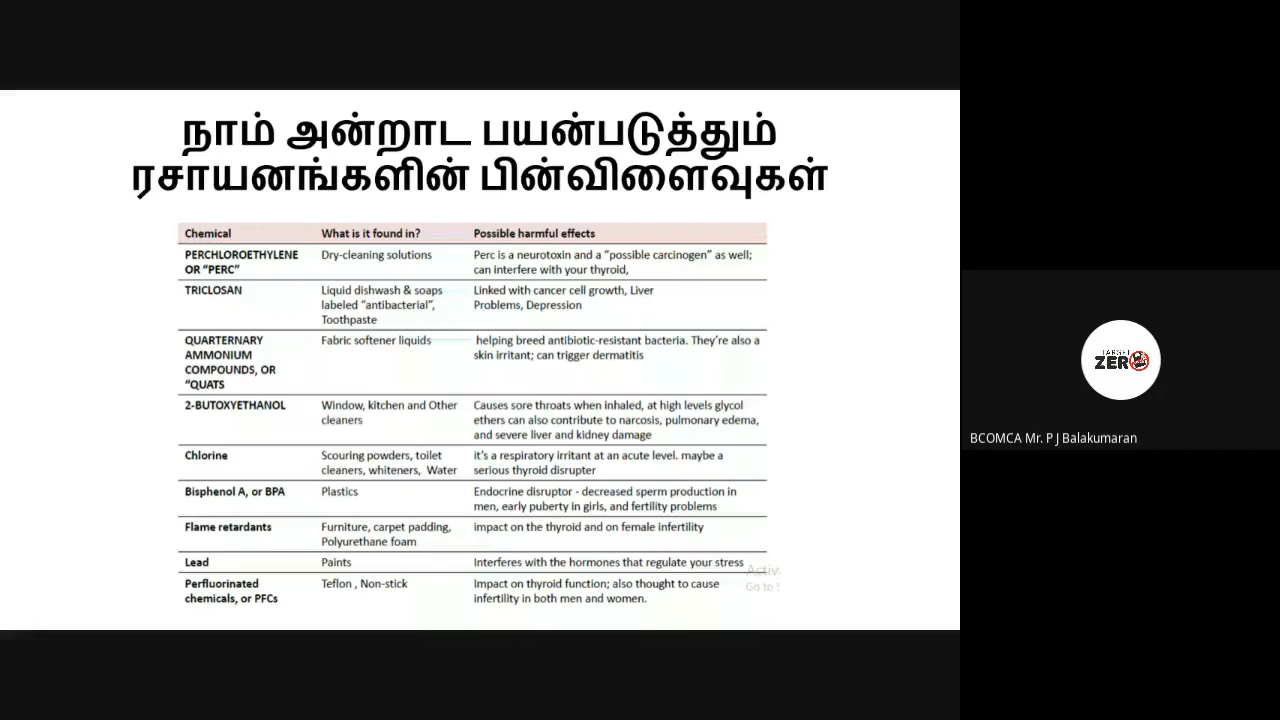 நாம் அன்றாட பயன்படுத்தும்
ரசாயனங்களின் பின்விளைவுகள்
Chemical What is it found in? Possible harmful effects
PERCHLOROETHYLENE Dry-cleaning solutions Perc is a neurotoxin and a “possible carcinogen” as well;
OR “PERC” can interfere with your thyroid,
TRICLOSAN Liquid dishwash & soaps Linked with cancer cell growth, Liver
labeled “antibacterial”, Problems, Depression
Toothpaste
QUARTERNARY Fabric softener liquids helping breed antibiotic-resistant bacteria. They’re also a
AMMONIUM skin irritant; can trigger dermatitis
COMPOUNDS, OR
“QUATS
2-BUTOXYETHANOL Window, kitchen and Other Causes sore throats when inhaled, at high levels glycol
cleaners ethers can also contribute to narcosis, pulmonary edema,
and severe liver and kidney damage
Chlorine Scouring powders, toilet it’s a respiratory irritant at an acute level. maybe a
cleaners, whiteners, Water serious thyroid disrupter
Bisphenol A, or BPA Plastics Endocrine disruptor - decreased sperm production in
men, early puberty in girls, and fertility problems
Flame retardants Furniture, carpet padding, impact on the thyroid and on female infertility
Polyurethane foam
Lead Paints Interferes with the hormones that regulate your stress
Activ
Perfluorinated Teflon , Non-stick Impact on thyroid function; also thought to cause
Go to
chemicals, or PFCs infertility in both men and women.
TARGET
ZERO
BCOMCA Mr. P J Balakumaran